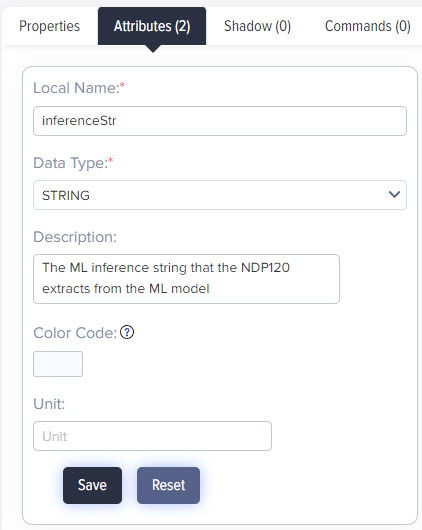 Properties Attributes (2) Shadow (0) Commands (0)
Local Name:*
inferenceStr
Data Type:*
STRING
Description:
The ML inference string that the NDP120
extracts from the ML model
Color Code: ?
Unit:
Unit
Save Reset